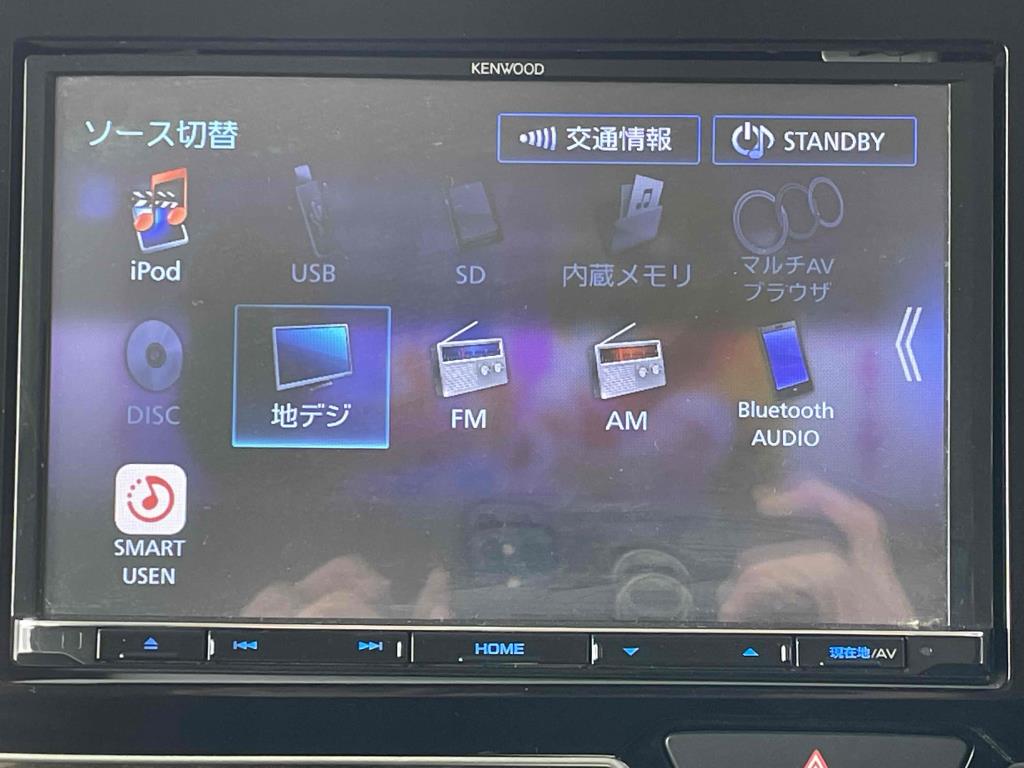 KENWOOD
ソース切替
交通情報
STANDBY
iPod
USB
SD
内蔵メモリ
マルチAV
ブラウザ
DISC
地デジ
FM
AM
Bluetooth
AUDIO
SMART
USEN
HOME
現在地/AV